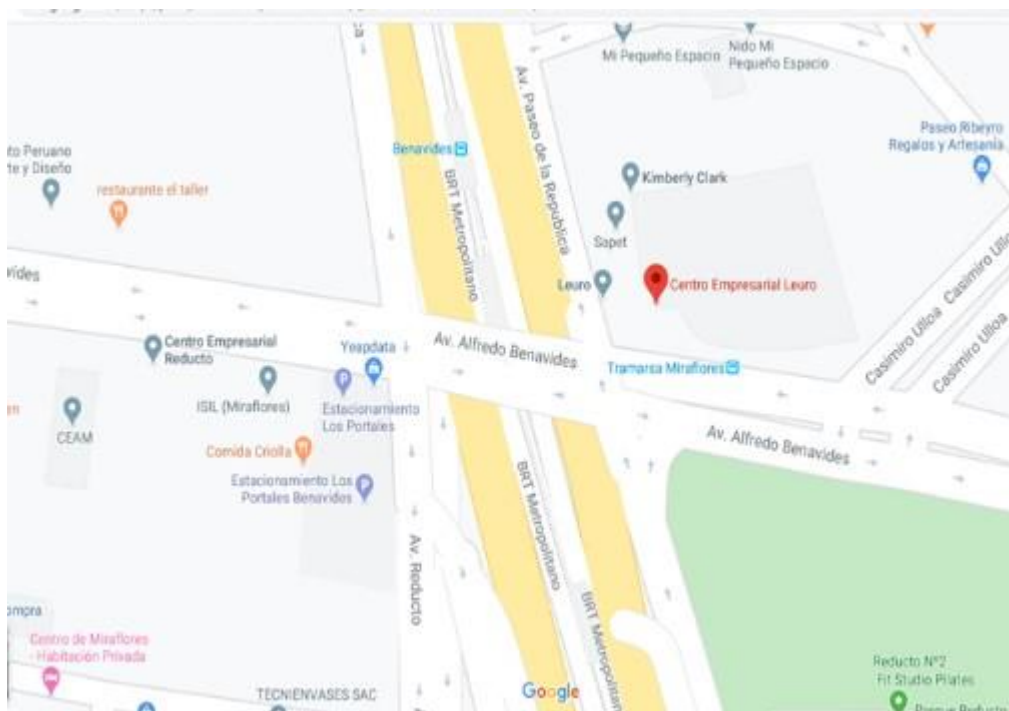 Mi Pequeño Espacio
Nido Mi
Pequeño Espacio
Av. Paseo de la Republica
Paseo Ribeyro
Regalos y Artesanía
Benavides
to Peruano
te y Diseño
restaurante el taller
BRT Metropolitano
Kimberly Clark
Sapet
Leuro
Centro Empresarial Leuro
vides
Casimiro Ulloa
Casimiro Ulloa
Casimiro Ulloa
Centro Empresarial
Reducto
Yeapdata
Av. Alfredo Benavides
Tramarsa Miraflores
ISIL (Miraflores)
Estacionamiento
Los Portales
CEAM
Comida Criolla
Av. Alfredo Benavides
Estacionamiento Los
Portales Benavides
BRT Metropolitano
Av. Reducto
BRT Metropolitano
ompra
Centro de Miraflores
- Habitación Privada
TECNIENVASES SAC
Google
Reducto N°2
Fit Studio Pilates
Parque Reducto